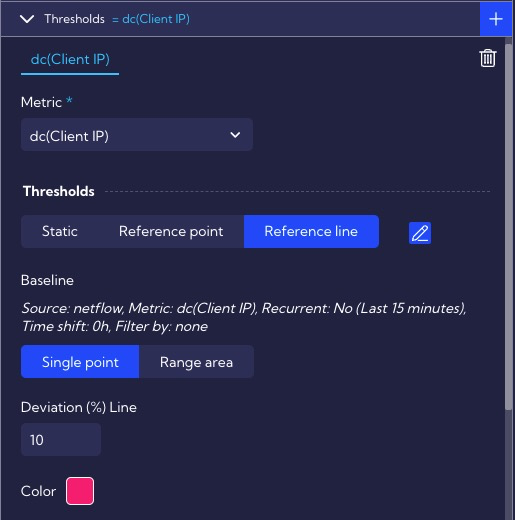 Thresholds = dc(Client IP)
dc(Client IP)
Metric *
dc(Client IP)
Thresholds
Static Reference point Reference line
Baseline
Source: netflow, Metric: dc(Client IP), Recurrent: No (Last 15 minutes),
Time shift: 0h, Filter by: none
Single point Range area
Deviation (%) Line
10
Color